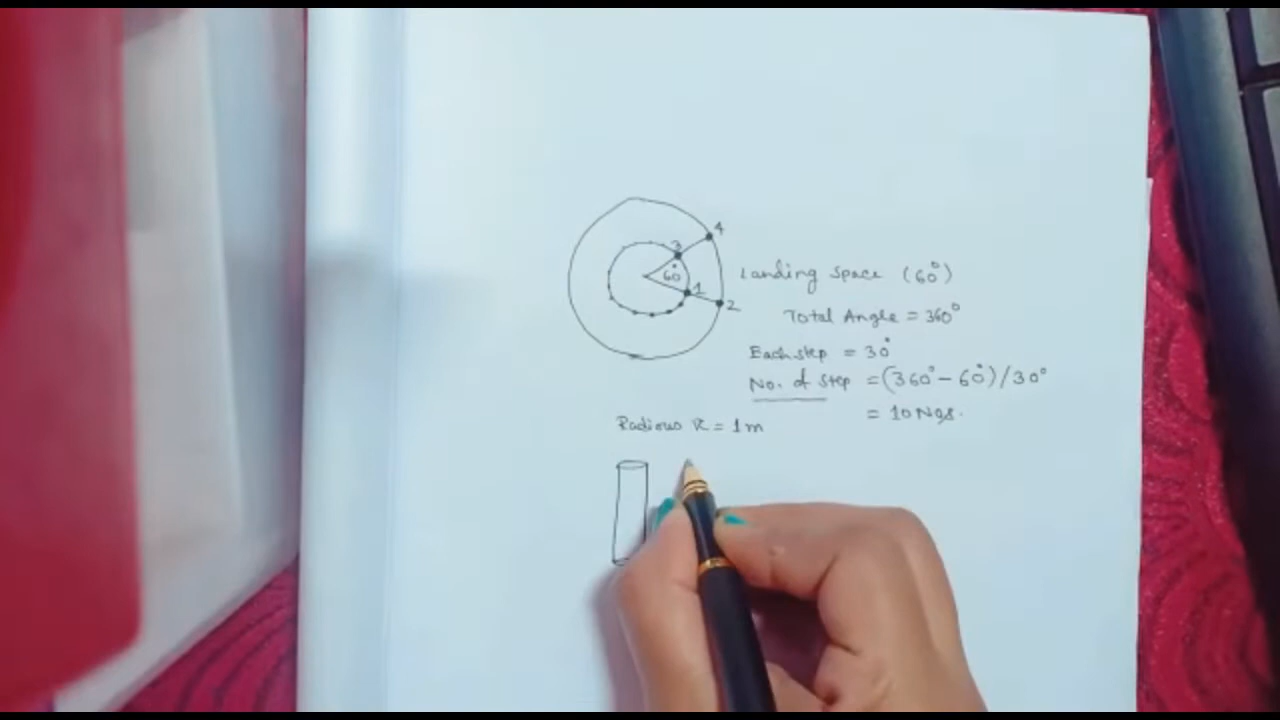 4
3
60°
1
2
Landing Space (60°)
Total Angle = 360°
Each step = 30°
No. of Step = (360° - 60°) / 30°
= 10 Nos.
Radious r = 1 m